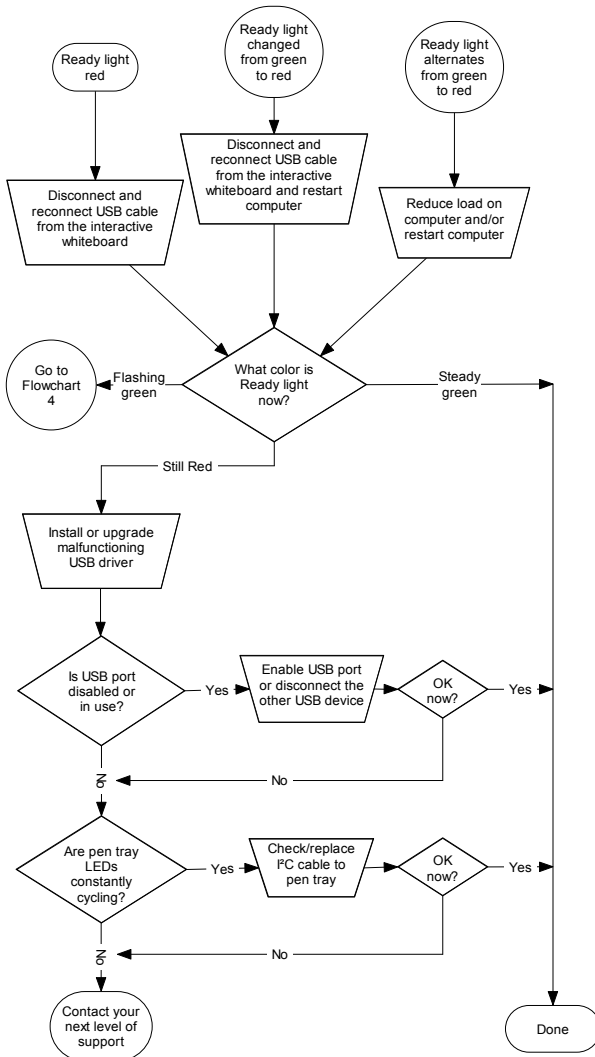 Ready light
red
Ready light
changed
from green
to red
Ready light
alternates
from green
to red
Disconnect and
reconnect USB cable
from the interactive
whiteboard
Disconnect and
reconnect USB cable
from the interactive
whiteboard and restart
computer
Reduce load on
computer and/or
restart computer
Go to
Flowchart
4
Flashing
green
What color is
Ready light
now?
Steady
green
Still Red
Install or upgrade
malfunctioning
USB driver
Is USB port
disabled or
in use?
Yes
Enable USB port
or disconnect the
other USB device
OK
now?
Yes
No
No
Are pen tray
LEDs
constantly
cycling?
Yes
Check/replace
I²C cable to
pen tray
OK
now?
Yes
No
No
Contact your
next level of
support
Done